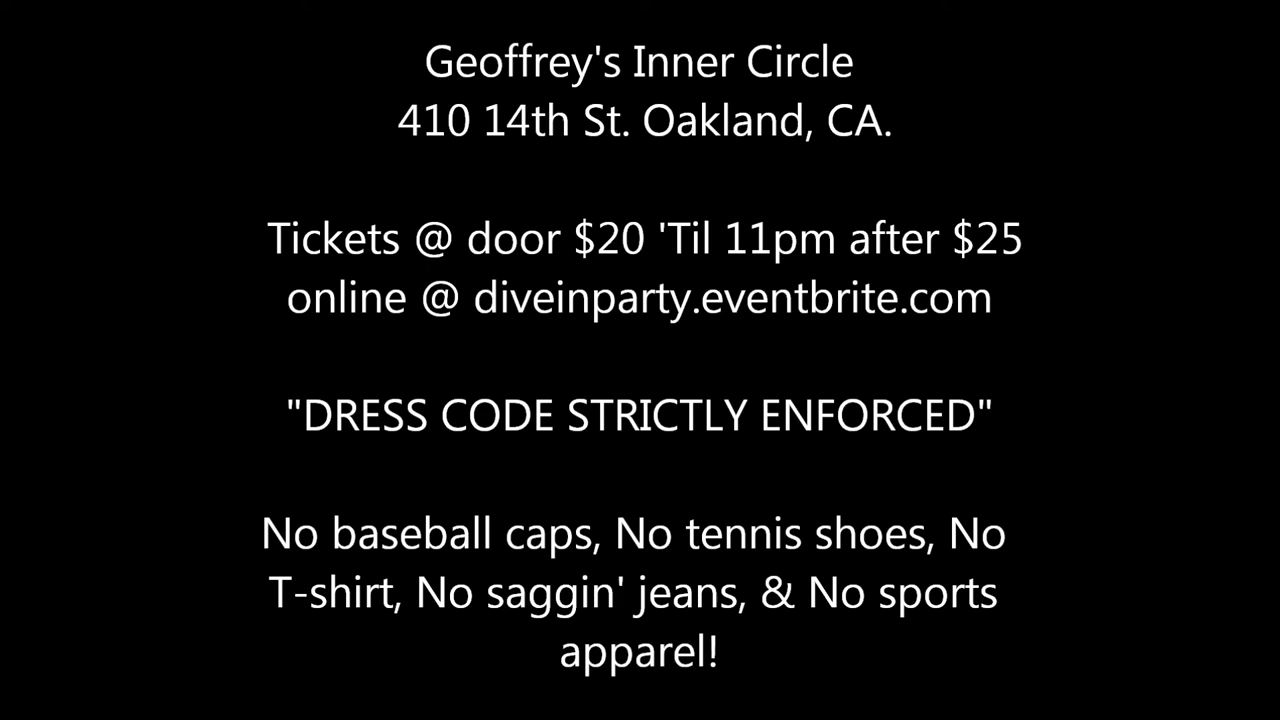 Geoffrey's Inner Circle
410 14th St. Oakland, CA.
Tickets @ door $20 'Til 11pm after $25
online @ diveinparty.eventbrite.com
"DRESS CODE STRICTLY ENFORCED"
No baseball caps, No tennis shoes, No
T-shirt, No saggin' jeans, & No sports
apparel!